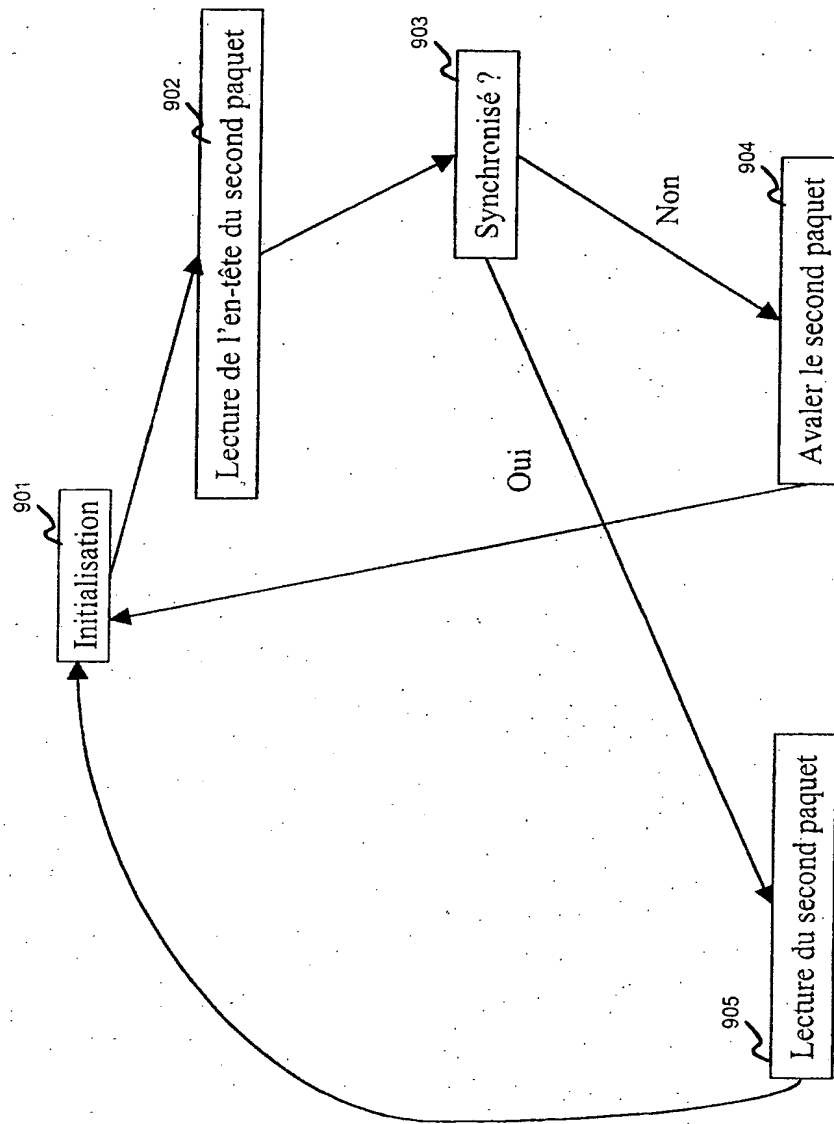 901
Initialisation
902
Lecture de l'en-tête du second paquet
903
Synchronisé ?
Oui
Non
904
Avaler le second paquet
905
Lecture du second paquet